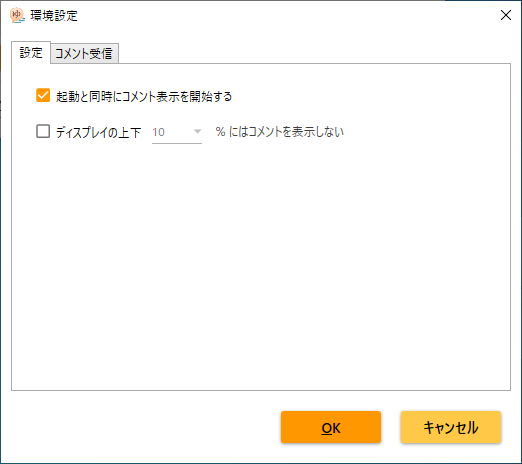 ゆ 環境設定
設定 コメント受信
起動と同時にコメント表示を開始する
ディスプレイの上下 10 % にはコメントを表示しない
OK キャンセル